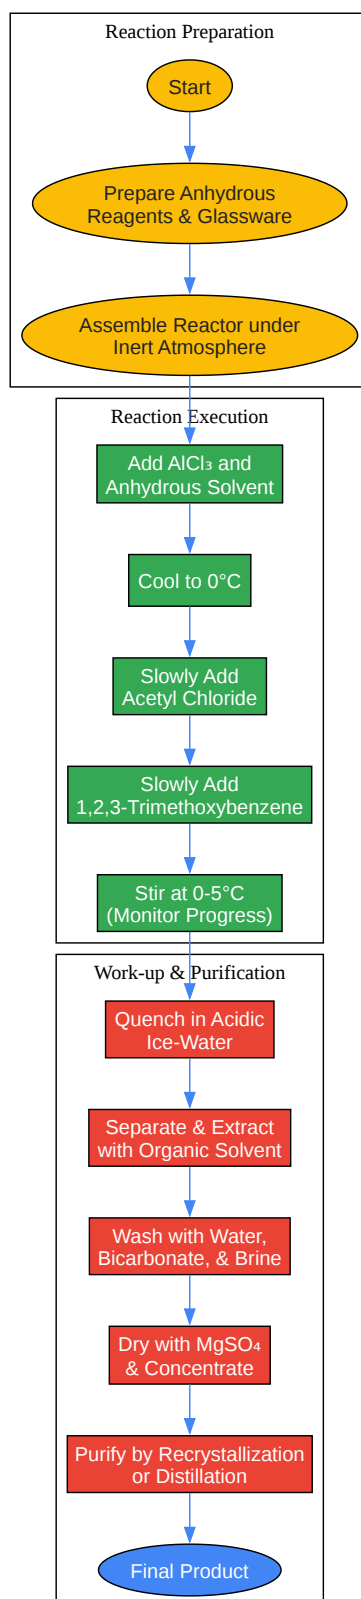 Reaction Preparation
Start
Prepare Anhydrous
Reagents & Glassware
Assemble Reactor under
Inert Atmosphere
Reaction Execution
Add AlCl₃ and
Anhydrous Solvent
Cool to 0°C
Slowly Add
Acetyl Chloride
Slowly Add
1,2,3-Trimethoxybenzene
Stir at 0-5°C
(Monitor Progress)
Work-up & Purification
Quench in Acidic
Ice-Water
Separate & Extract
with Organic Solvent
Wash with Water,
Bicarbonate, & Brine
Dry with MgSO₄
& Concentrate
Purify by Recrystallization
or Distillation
Final Product